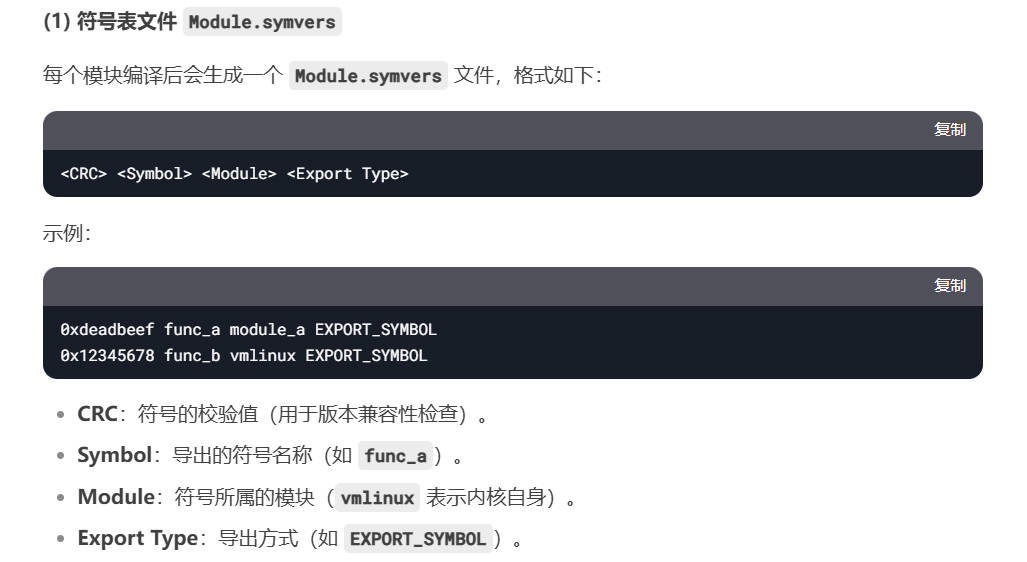 (1) 符号表文件 Module.symvers
每个模块编译后会生成一个 Module.symvers 文件，格式如下：
复制
<CRC> <Symbol> <Module> <Export Type>
示例：
复制
0xdeadbeef func_a module_a EXPORT_SYMBOL
0x12345678 func_b vmlinux EXPORT_SYMBOL
CRC：符号的校验值（用于版本兼容性检查）。
Symbol：导出的符号名称（如 func_a）。
Module：符号所属的模块（vmlinux 表示内核自身）。
Export Type：导出方式（如 EXPORT_SYMBOL）。